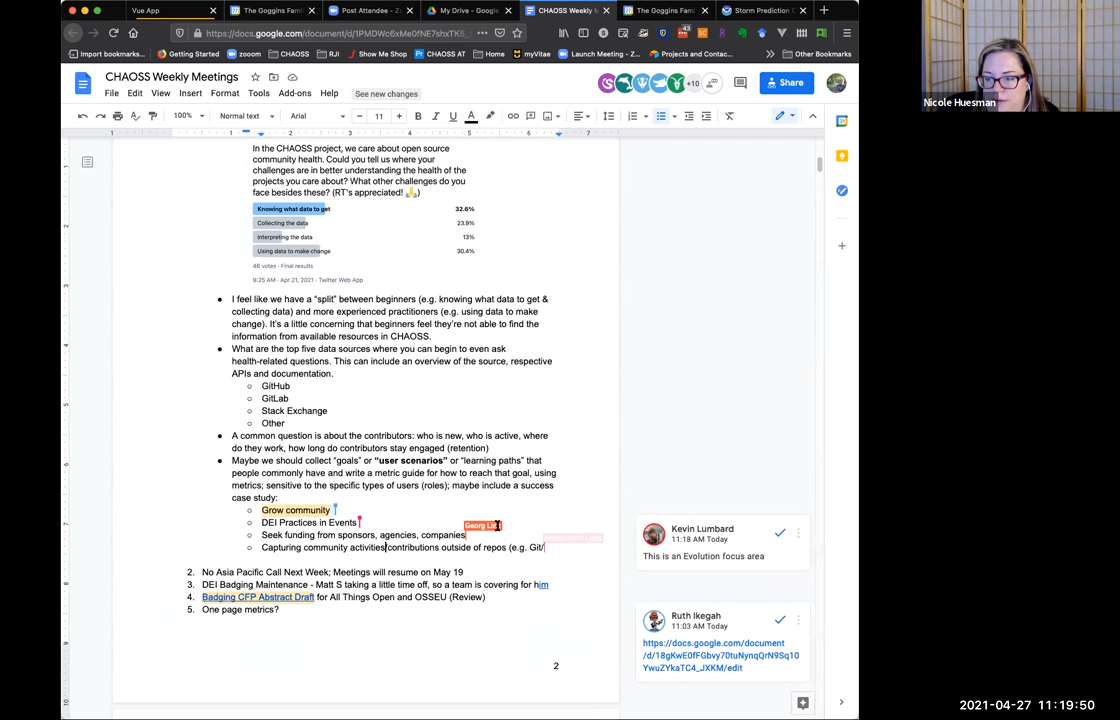 Vue App
The Goggins Fami
Post Attendee - Zo
My Drive - Google
CHAOSS Weekly M
The Goggins Fami
Storm Prediction C
https://docs.google.com/document/d/1PMDWc6xMe0fNE7shxTK5_
43
Import bookmarks...
Getting Started
zooom
CHAOSS
RJI
Show Me Shop
CHAOSS AT
Home
myVitae
Launch Meeting - Z...
Projects and Contac...
Other Bookmarks
CHAOSS Weekly Meetings
File Edit View Insert Format Tools Add-ons Help
See new changes
+10
Share
100%
Normal text
Arial
11
In the CHAOSS project, we care about open source
community health. Could you tell us where your
challenges are in better understanding the health of the
projects you care about? What other challenges do you
face besides these? (RT's appreciated! 🙏)
Knowing what data to get 32.6%
Collecting the data 23.9%
Interpreting the data 13%
Using data to make change 30.4%
46 votes · Final results
9:25 AM · Apr 21, 2021 · Twitter Web App
● I feel like we have a “split” between beginners (e.g. knowing what data to get &
collecting data) and more experienced practitioners (e.g. using data to make
change). It’s a little concerning that beginners feel they’re not able to find the
information from available resources in CHAOSS.
● What are the top five data sources where you can begin to even ask
health-related questions. This can include an overview of the source, respective
APIs and documentation.
○ GitHub
○ GitLab
○ Stack Exchange
○ Other
● A common question is about the contributors: who is new, who is active, where
do they work, how long do contributors stay engaged (retention)
● Maybe we should collect “goals” or “user scenarios” or “learning paths” that
people commonly have and write a metric guide for how to reach that goal, using
metrics; sensitive to the specific types of users (roles); maybe include a success
case study:
○ Grow community
○ DEI Practices in Events
Georg Link
○ Seek funding from sponsors, agencies, companies
○ Capturing community activities/contributions outside of repos (e.g. Git/
2. No Asia Pacific Call Next Week; Meetings will resume on May 19
3. DEI Badging Maintenance - Matt S taking a little time off, so a team is covering for him
4. Badging CFP Abstract Draft for All Things Open and OSSEU (Review)
5. One page metrics?
2
Kevin Lumbard
11:18 AM Today
This is an Evolution focus area
Ruth Ikegah
11:03 AM Today
https://docs.google.com/document
/d/18gKwE0fFGbvy70tuNynqQrN9Sq10
YwuZYkaTC4_JXKM/edit
Nicole Huesman
2021-04-27 11:19:50